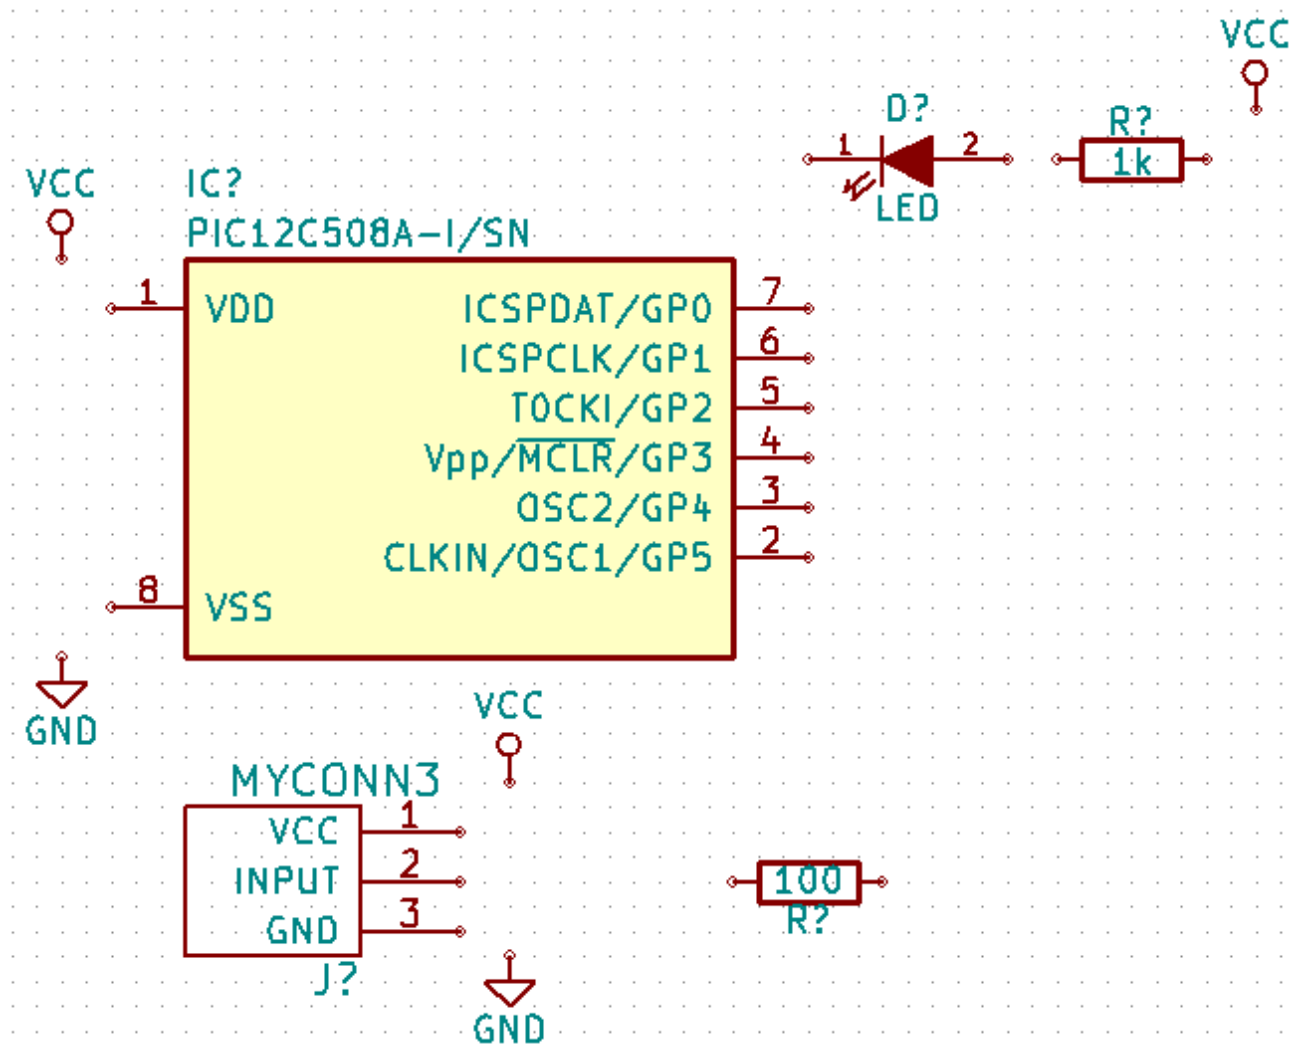 VCC
D?
R?
1 2
1k
LED
VCC
IC?
PIC12C508A-I/SN
1 VDD ICSPDAT/GP0 7
ICSPCLK/GP1 6
T0CKI/GP2 5
Vpp/MCLR/GP3 4
OSC2/GP4 3
CLKIN/OSC1/GP5 2
8 VSS
GND
VCC
MYCONN3
VCC 1
INPUT 2
GND 3
J?
GND
100
R?